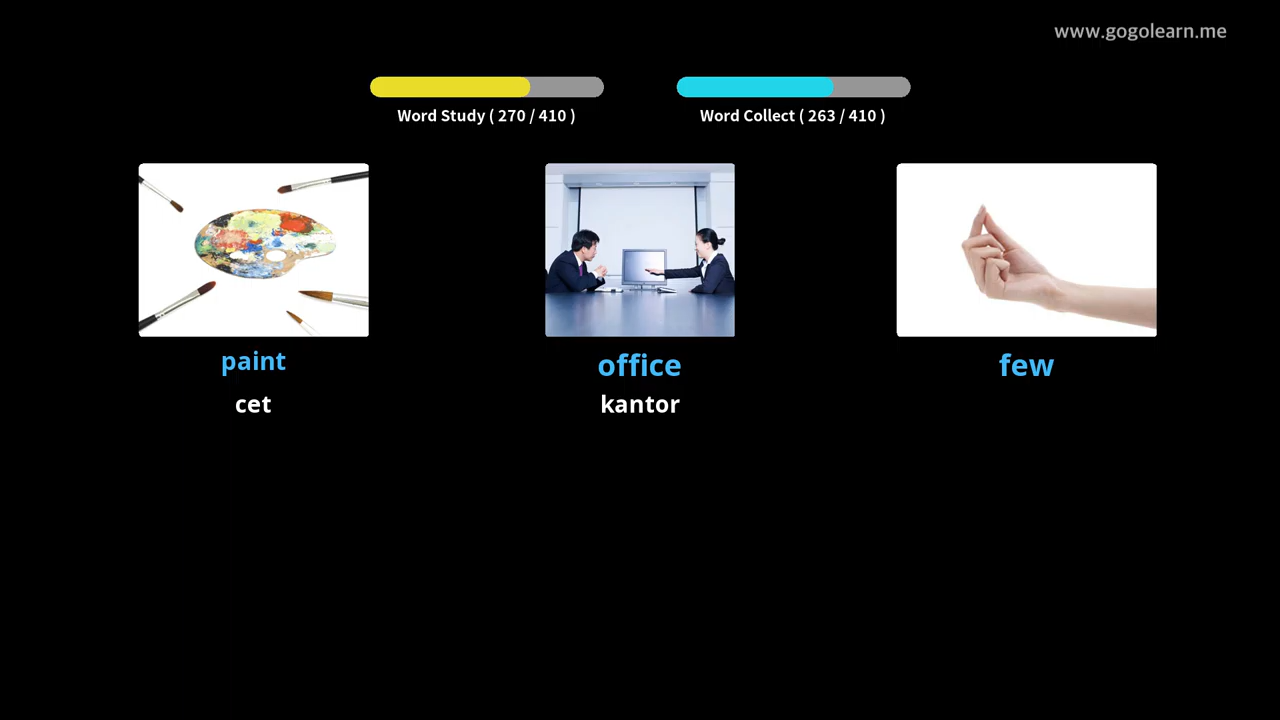 www.gogolearn.me
Word Study ( 270 / 410 )
Word Collect ( 263 / 410 )
paint
office
few
cet
kantor